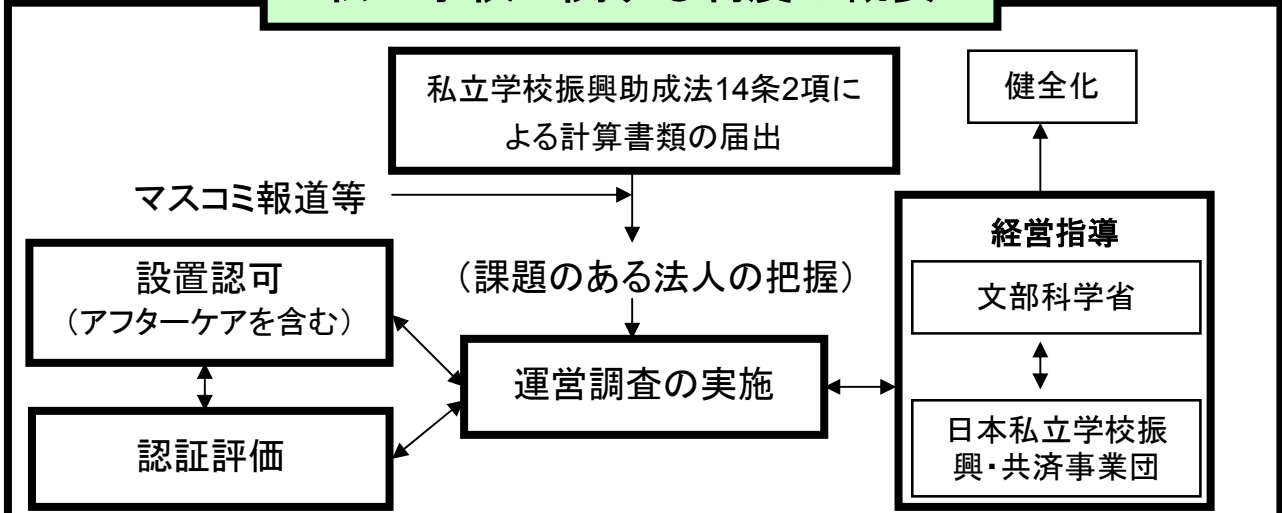 私立学校振興助成法14条2項に
よる計算書類の届出
健全化
マスコミ報道等
経営指導
設置認可
（アフターケアを含む）
（課題のある法人の把握）
文部科学省
運営調査の実施
認証評価
日本私立学校振
興・共済事業団